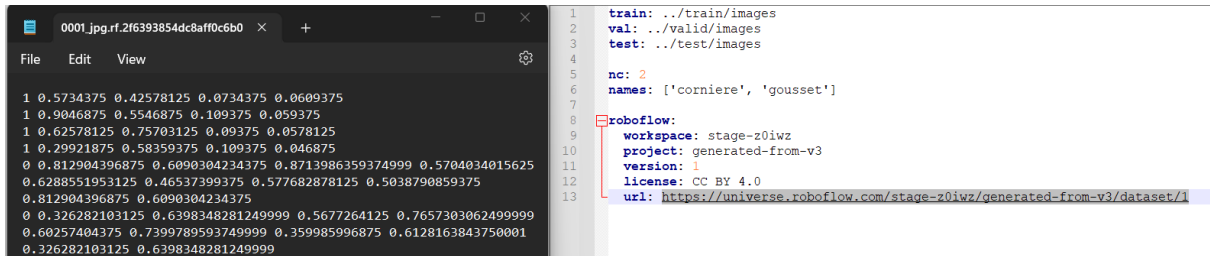 0001_jpg.rf.2f6393854dc8aff0c6b0
File Edit View
1 0.5734375 0.42578125 0.0734375 0.0609375
1 0.9046875 0.5546875 0.109375 0.059375
1 0.62578125 0.75703125 0.09375 0.0578125
1 0.29921875 0.58359375 0.109375 0.046875
0 0.812904396875 0.6090304234375 0.8713986359374999 0.5704034015625
0.6288551953125 0.46537399375 0.577682878125 0.5038790859375
0.812904396875 0.6090304234375
0 0.326282103125 0.6398348281249999 0.5677264125 0.7657303062499999
0.60257404375 0.7399789593749999 0.359985996875 0.6128163843750001
0.326282103125 0.6398348281249999
1 train: ../train/images
2 val: ../valid/images
3 test: ../test/images
4
5 nc: 2
6 names: ['corniere', 'gousset']
7
8 roboflow:
9 workspace: stage-z0iwz
10 project: generated-from-v3
11 version: 1
12 license: CC BY 4.0
13 url: https://universe.roboflow.com/stage-z0iwz/generated-from-v3/dataset/1